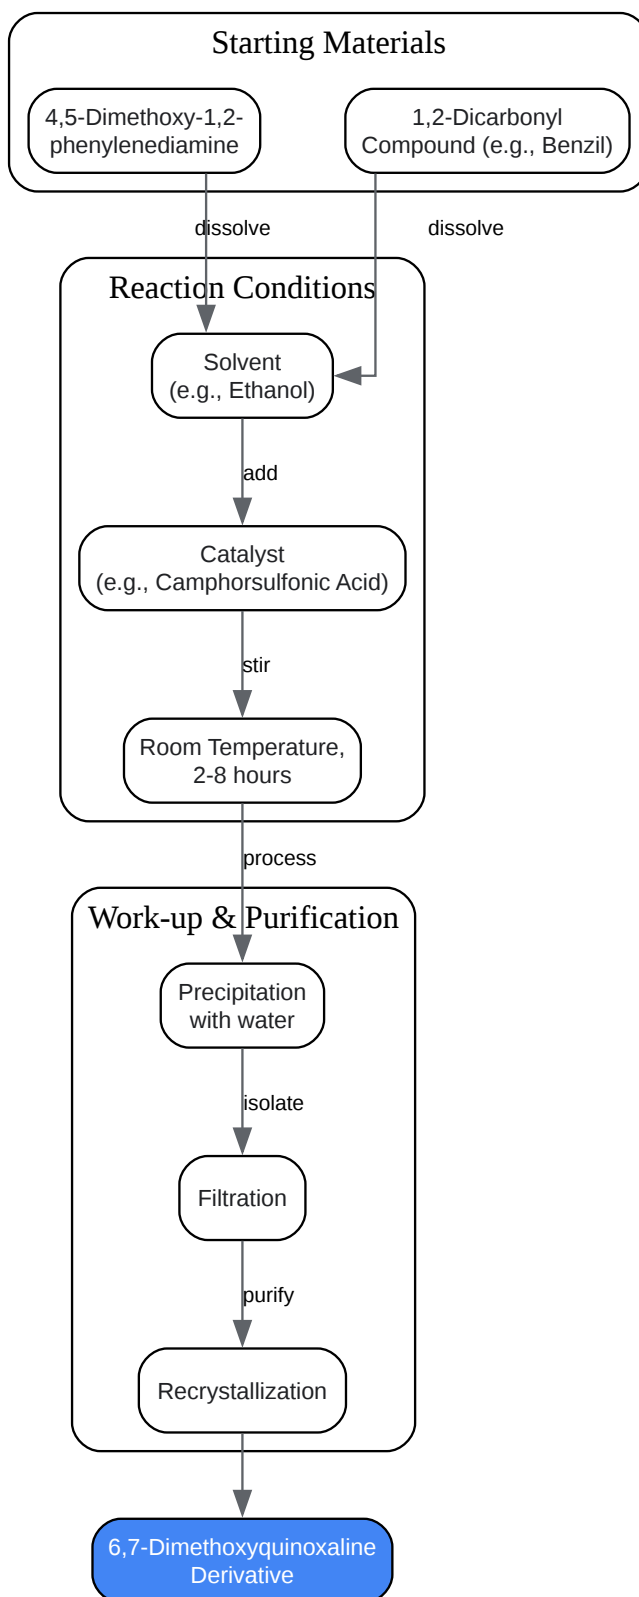 Starting Materials
4,5-Dimethoxy-1,2-
phenylenediamine
1,2-Dicarbonyl
Compound (e.g., Benzil)
dissolve
dissolve
Reaction Conditions
Solvent
(e.g., Ethanol)
add
Catalyst
(e.g., Camphorsulfonic Acid)
stir
Room Temperature,
2-8 hours
process
Work-up & Purification
Precipitation
with water
isolate
Filtration
purify
Recrystallization
6,7-Dimethoxyquinoxaline
Derivative